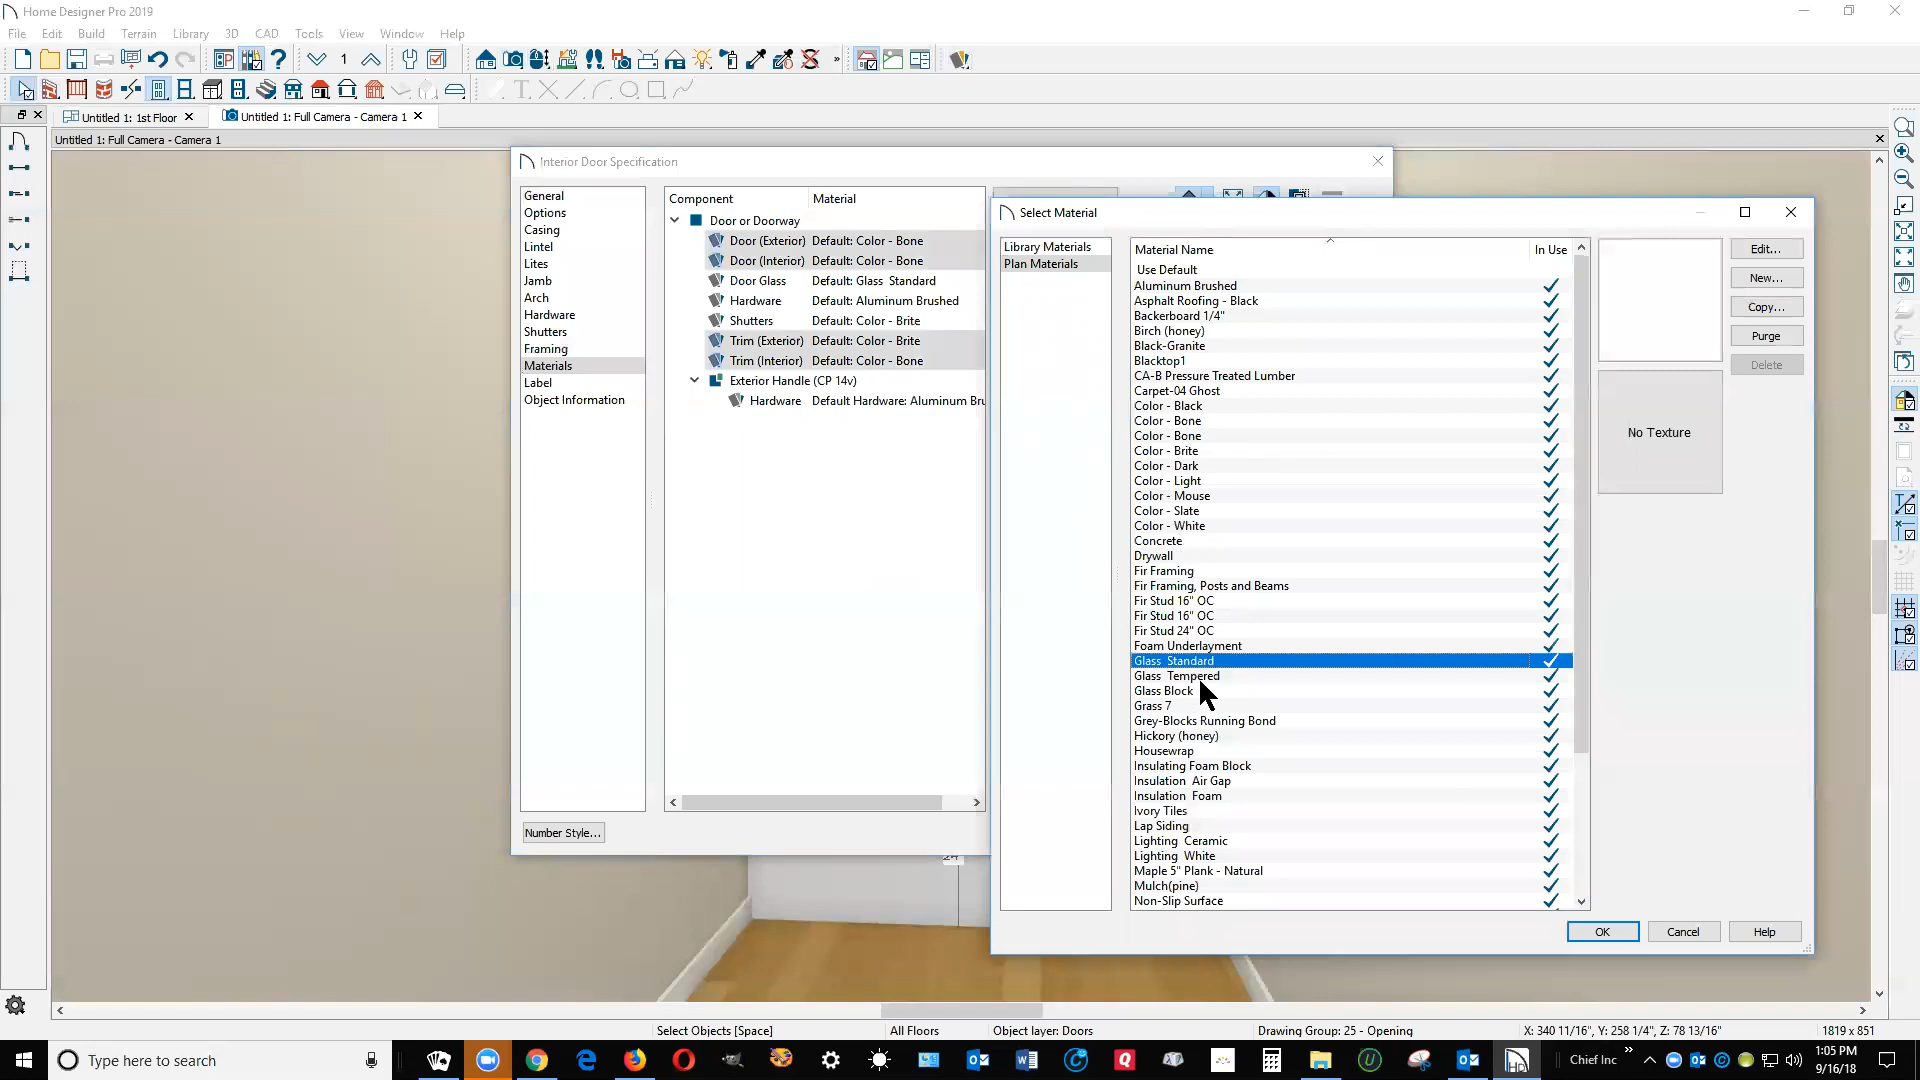 Home Designer Pro 2019
File Edit Build Terrain Library 3D CAD Tools View Window Help
1
Untitled 1: 1st Floor
Untitled 1: Full Camera - Camera 1
Untitled 1: Full Camera - Camera 1
Interior Door Specification
General
Options
Casing
Lintel
Lites
Jamb
Arch
Hardware
Shutters
Framing
Materials
Label
Object Information
Number Style...
Component Material
Door or Doorway
Door (Exterior) Default: Color - Bone
Door (Interior) Default: Color - Bone
Door Glass Default: Glass Standard
Hardware Default: Aluminum Brushed
Shutters Default: Color - Brite
Trim (Exterior) Default: Color - Brite
Trim (Interior) Default: Color - Bone
Exterior Handle (CP 14v)
Hardware Default Hardware: Aluminum Bru
Select Material
Library Materials
Plan Materials
Material Name In Use
Use Default
Aluminum Brushed
Asphalt Roofing - Black
Backerboard 1/4"
Birch (honey)
Black-Granite
Blacktop1
CA-B Pressure Treated Lumber
Carpet-04 Ghost
Color - Black
Color - Bone
Color - Bone
Color - Brite
Color - Dark
Color - Light
Color - Mouse
Color - Slate
Color - White
Concrete
Drywall
Fir Framing
Fir Framing, Posts and Beams
Fir Stud 16" OC
Fir Stud 16" OC
Fir Stud 24" OC
Foam Underlayment
Glass Standard
Glass Tempered
Glass Block
Grass 7
Grey-Blocks Running Bond
Hickory (honey)
Housewrap
Insulating Foam Block
Insulation Air Gap
Insulation Foam
Ivory Tiles
Lap Siding
Lighting Ceramic
Lighting White
Maple 5" Plank - Natural
Mulch(pine)
Non-Slip Surface
No Texture
Edit...
New...
Copy...
Purge
Delete
OK Cancel Help
Select Objects [Space] All Floors Object layer: Doors Drawing Group: 25 - Opening X: 340 11/16", Y: 258 1/4", Z: 78 13/16" 1819 x 851
Type here to search
Chief Inc
1:05 PM
9/16/18